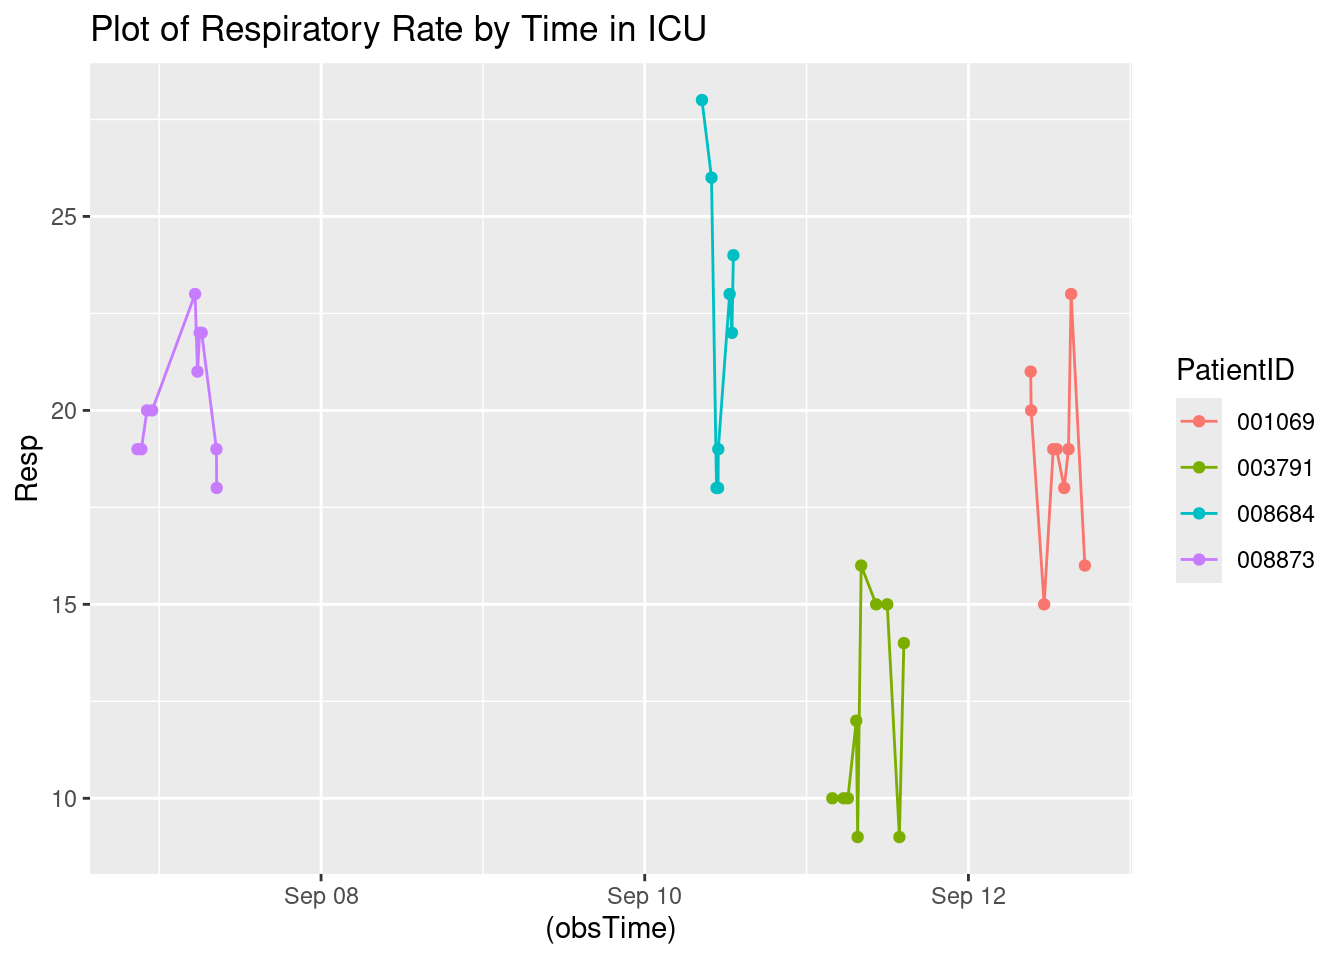 Plot of Respiratory Rate by Time in ICU
25
20
15
10
Resp
Sep 08
Sep 10
Sep 12
(obsTime)
PatientID
001069
003791
008684
008873